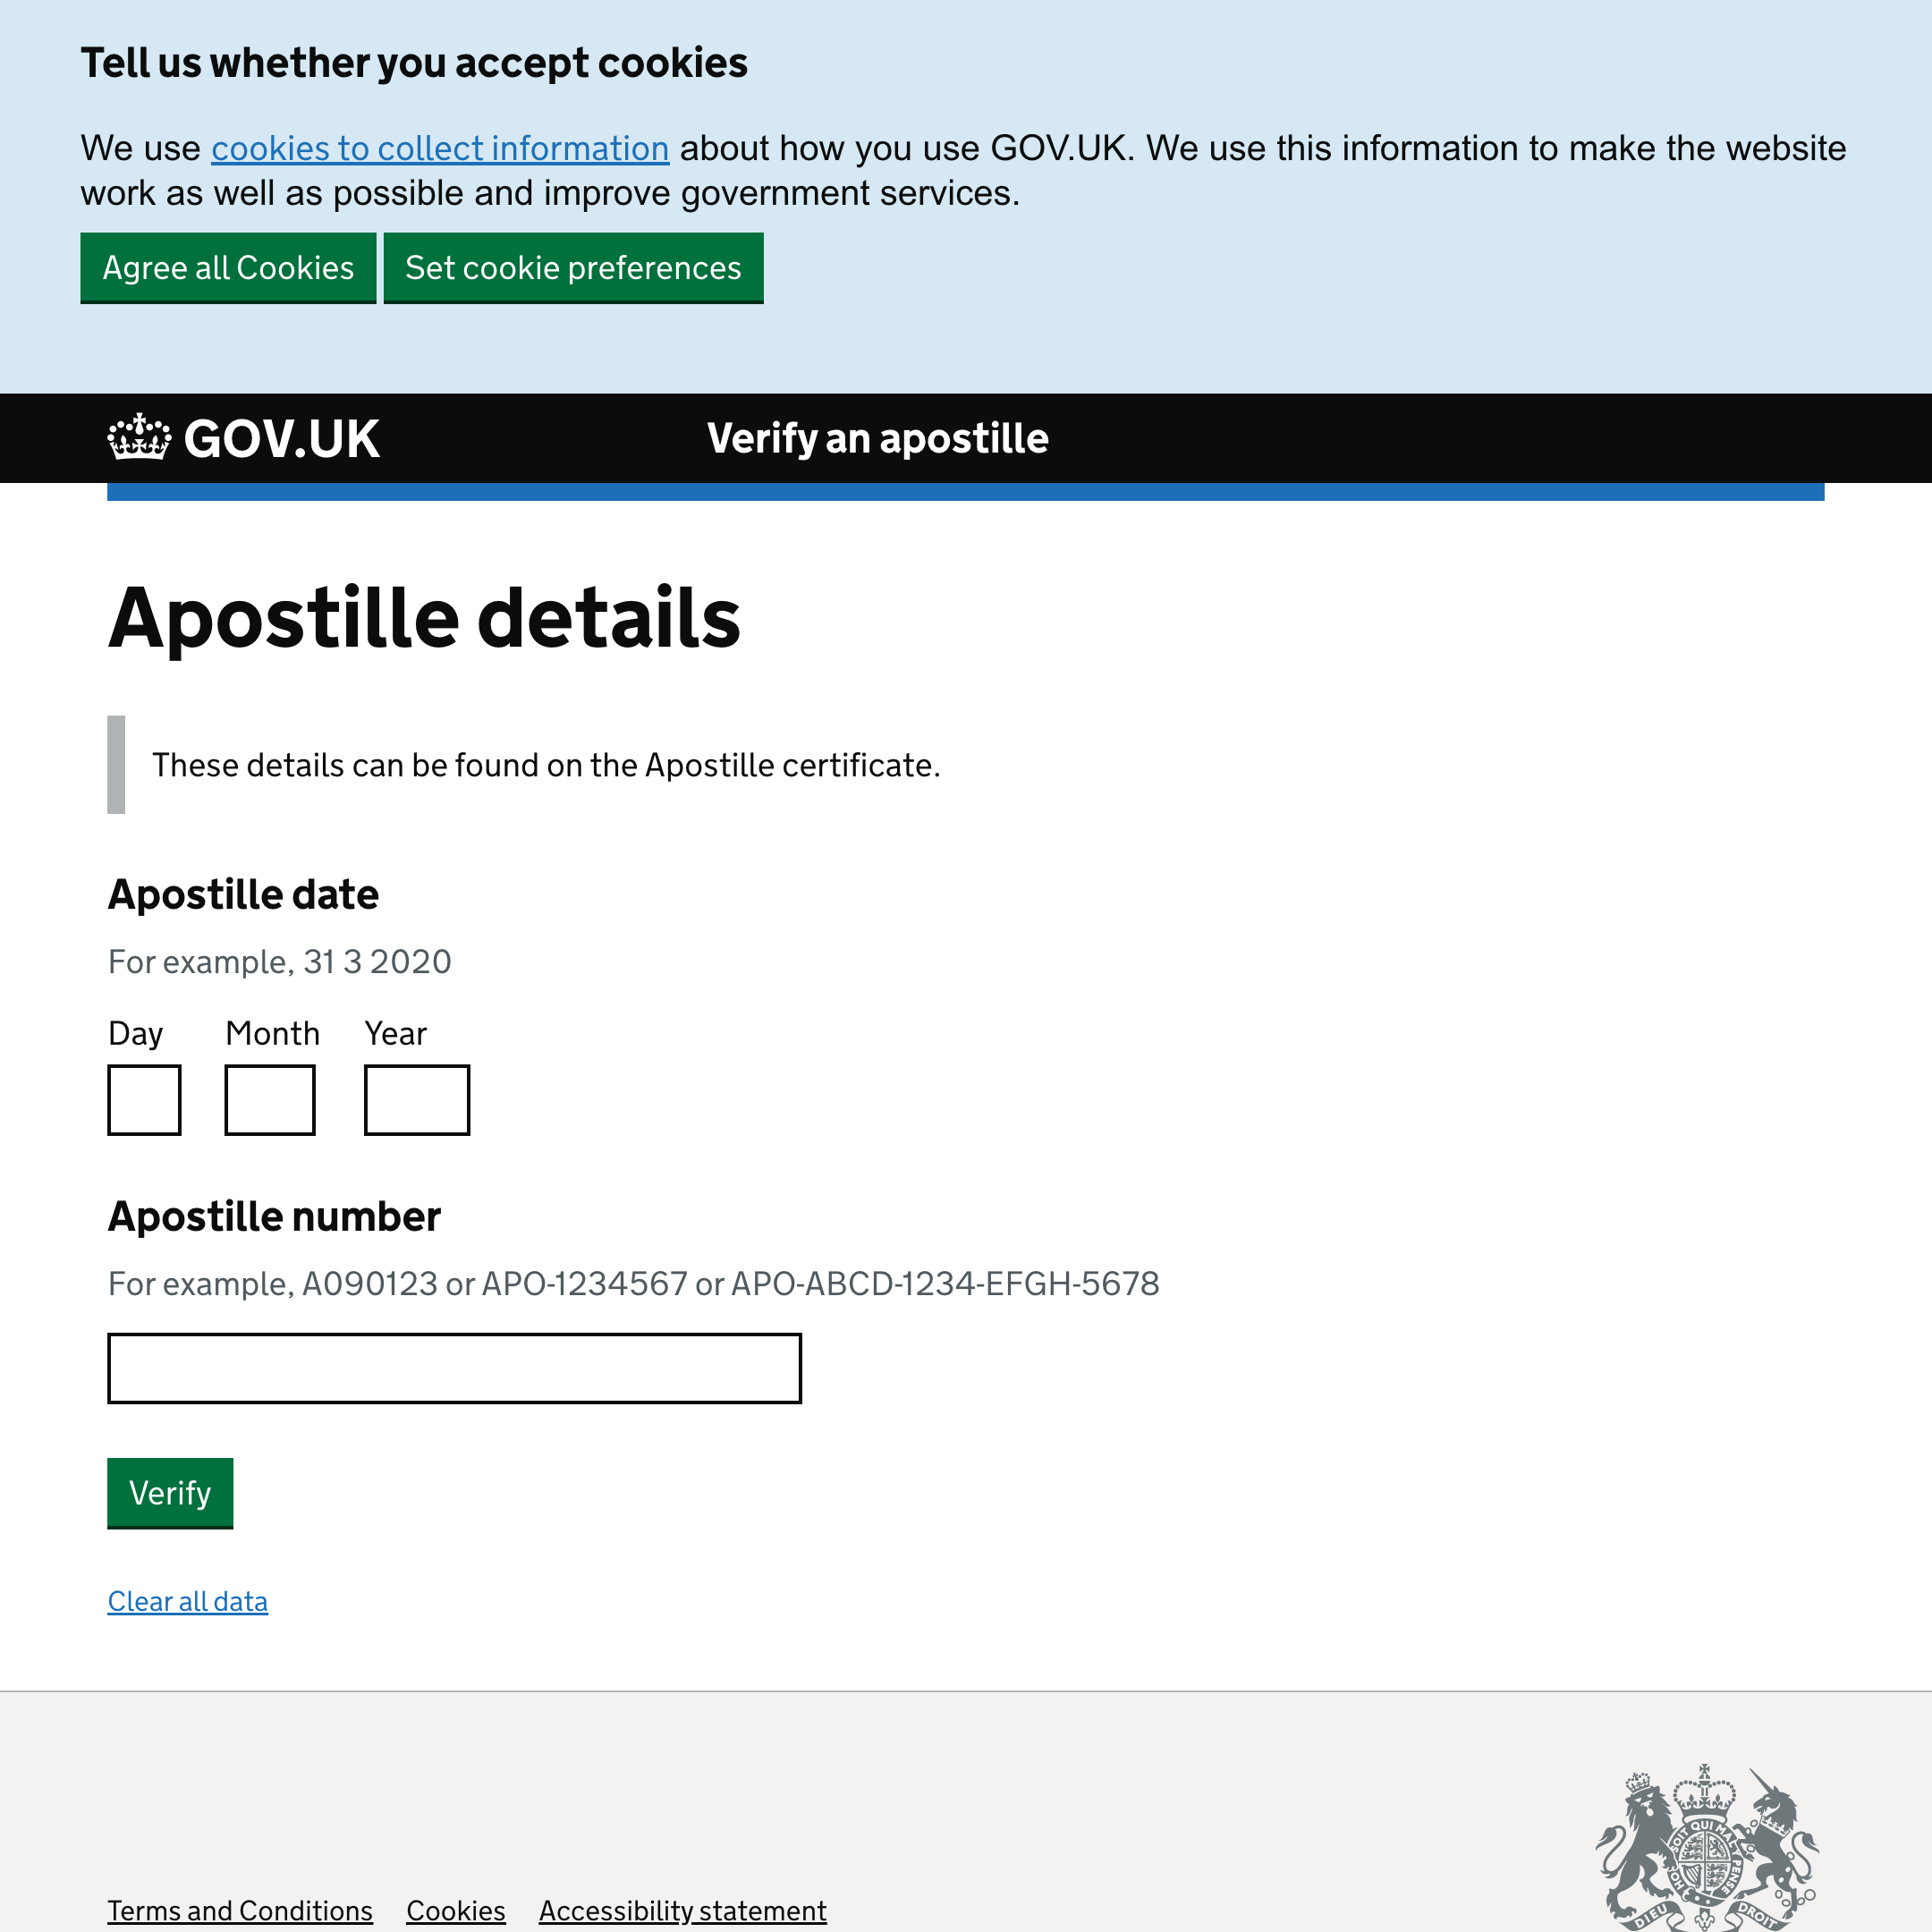 Tell us whether you accept cookies
We use cookies to collect information about how you use GOV.UK. We use this information to make the website
work as well as possible and improve government services.
Agree all Cookies Set cookie preferences
GOV.UK Verify an apostille
Apostille details
These details can be found on the Apostille certificate.
Apostille date
For example, 31 3 2020
Day Month Year
Apostille number
For example, A090123 or APO-1234567 or APO-ABCD-1234-EFGH-5678
Verify
Clear all data
SOIT QUI MAL
DIEU DROIT
Terms and Conditions Cookies Accessibility statement